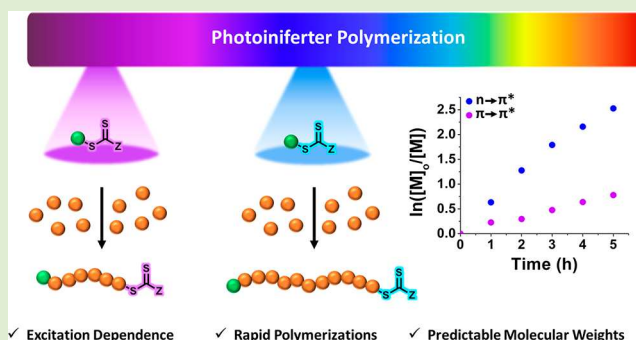 Photoiniferter Polymerization
S
S
Z
S
S
Z
S
S
Z
S
S
Z
n→π*
π→π*
ln([M]₀/[M])
2.5
2.0
1.5
1.0
0.5
0.0
0 1 2 3 4 5
Time (h)
✓ Excitation Dependence ✓ Rapid Polymerizations ✓ Predictable Molecular Weights